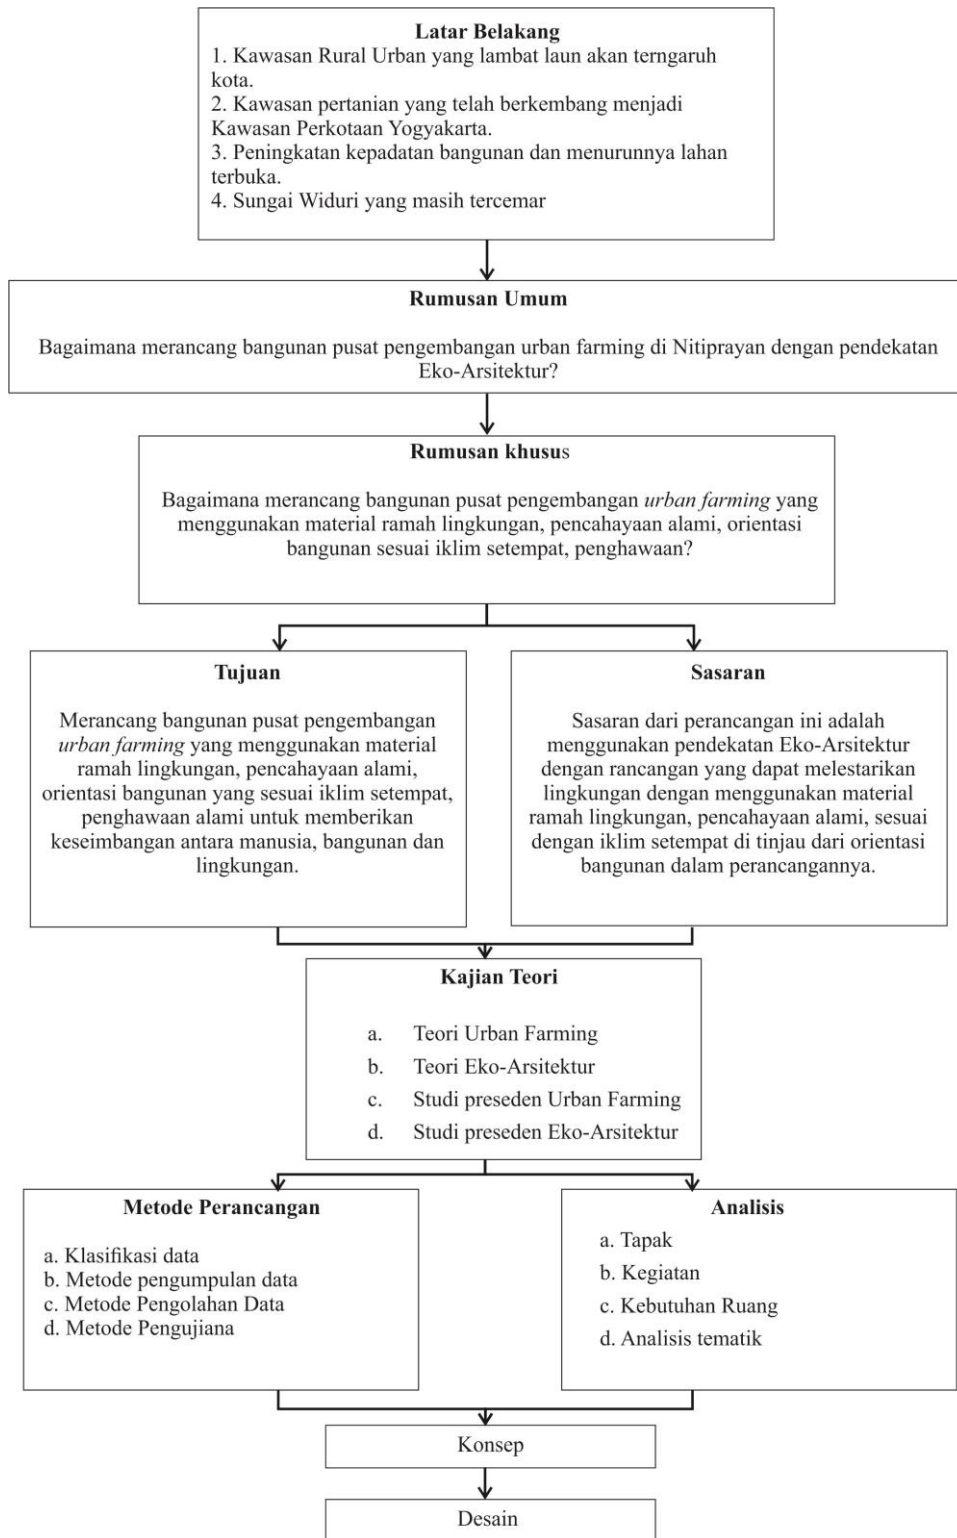 Latar Belakang
1. Kawasan Rural Urban yang lambat laun akan terngaruh
kota.
2. Kawasan pertanian yang telah berkembang menjadi
Kawasan Perkotaan Yogyakarta.
3. Peningkatan kepadatan bangunan dan menurunnya lahan
terbuka.
4. Sungai Widuri yang masih tercemar
Rumusan Umum
Bagaimana merancang bangunan pusat pengembangan urban farming di Nitiprayan dengan pendekatan
Eko-Arsitektur?
Rumusan khusus
Bagaimana merancang bangunan pusat pengembangan urban farming yang
menggunakan material ramah lingkungan, pencahayaan alami, orientasi
bangunan sesuai iklim setempat, penghawaan?
Tujuan
Merancang bangunan pusat pengembangan
urban farming yang menggunakan material
ramah lingkungan, pencahayaan alami,
orientasi bangunan yang sesuai iklim setempat,
penghawaan alami untuk memberikan
keseimbangan antara manusia, bangunan dan
lingkungan.
Sasaran
Sasaran dari perancangan ini adalah
menggunakan pendekatan Eko-Arsitektur
dengan rancangan yang dapat melestarikan
lingkungan dengan menggunakan material
ramah lingkungan, pencahayaan alami, sesuai
dengan iklim setempat di tinjau dari orientasi
bangunan dalam perancangannya.
Kajian Teori
a. Teori Urban Farming
b. Teori Eko-Arsitektur
c. Studi preseden Urban Farming
d. Studi preseden Eko-Arsitektur
Metode Perancangan
a. Klasifikasi data
b. Metode pengumpulan data
c. Metode Pengolahan Data
d. Metode Pengujiana
Analisis
a. Tapak
b. Kegiatan
c. Kebutuhan Ruang
d. Analisis tematik
Konsep
Desain